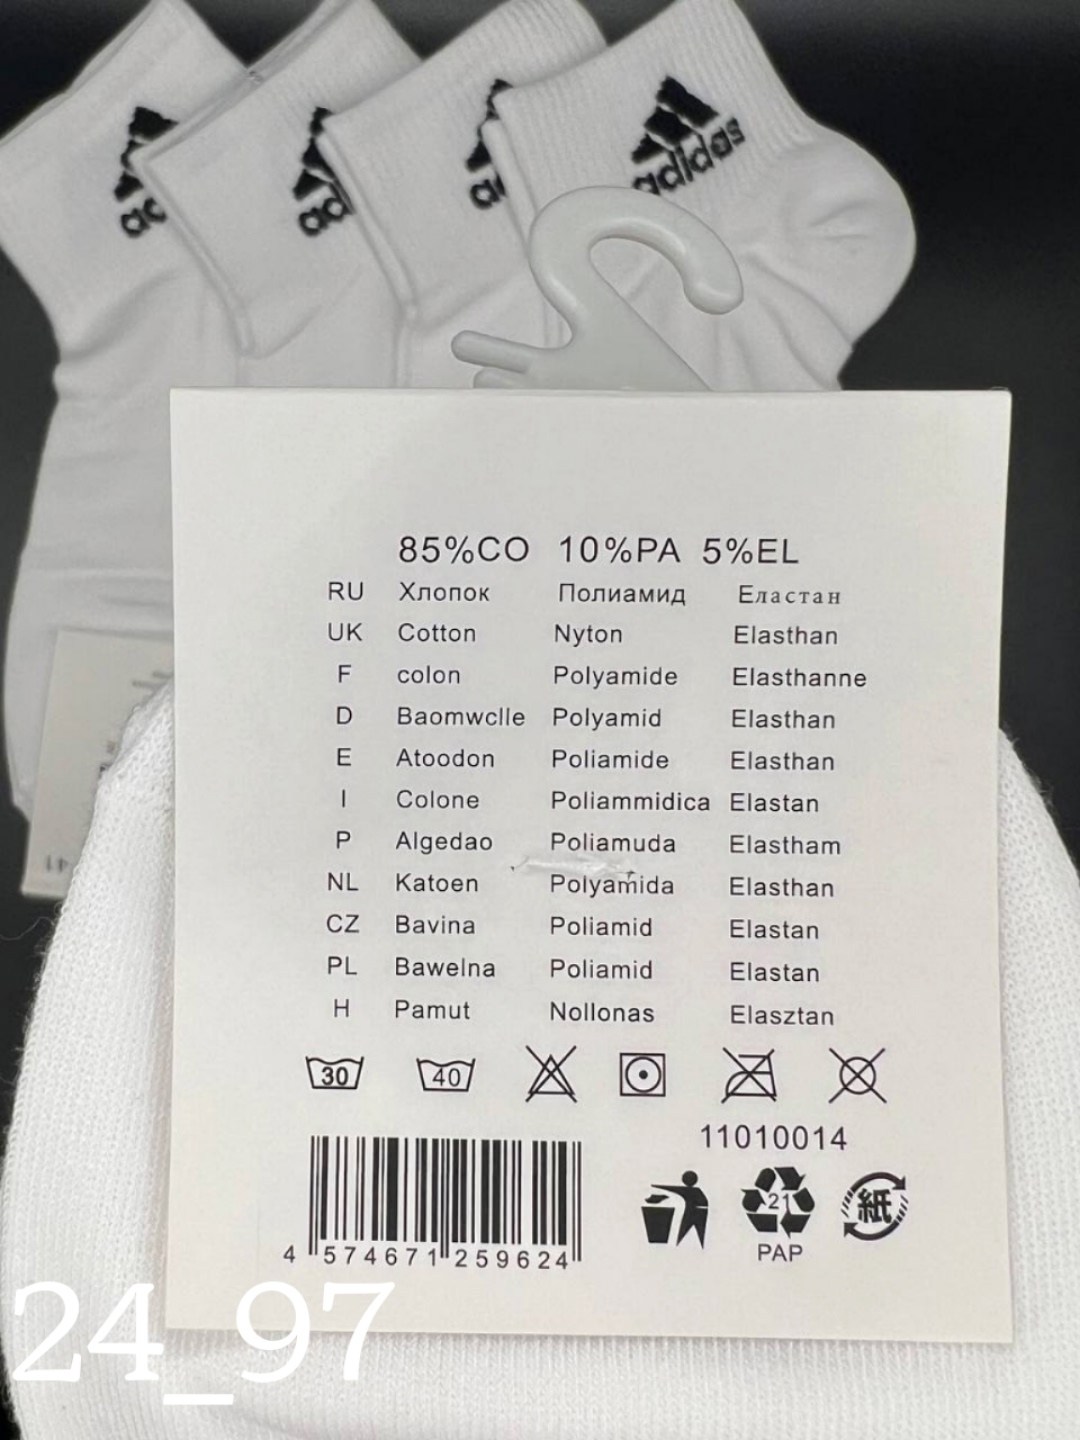 adidas
85%CO 10%PA 5%EL
RU Хлопок Полиамид Еластан
UK Cotton Nyton Elasthan
F colon Polyamide Elasthanne
D Baomwclle Polyamid Elasthan
E Atoodon Poliamide Elasthan
I Colone Poliammidica Elastan
P Algedao Poliamuda Elastham
NL Katoen Polyamida Elasthan
CZ Bavina Poliamid Elastan
PL Bawelna Poliamid Elastan
H Pamut Nollonas Elasztan
30 40
11010014
21 紙
PAP
4 574671 259624
24_97